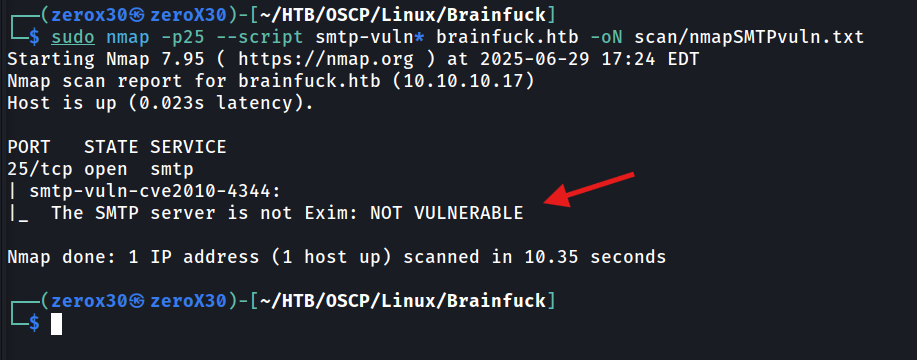 ┌──(zerox30㉿zeroX30)-[~/HTB/OSCP/Linux/Brainfuck]
└─$ sudo nmap -p25 --script smtp-vuln* brainfuck.htb -oN scan/nmapSMTPvuln.txt
Starting Nmap 7.95 ( https://nmap.org ) at 2025-06-29 17:24 EDT
Nmap scan report for brainfuck.htb (10.10.10.17)
Host is up (0.023s latency).

PORT   STATE SERVICE
25/tcp open  smtp
| smtp-vuln-cve2010-4344:
|_  The SMTP server is not Exim: NOT VULNERABLE

Nmap done: 1 IP address (1 host up) scanned in 10.35 seconds

┌──(zerox30㉿zeroX30)-[~/HTB/OSCP/Linux/Brainfuck]
└─$